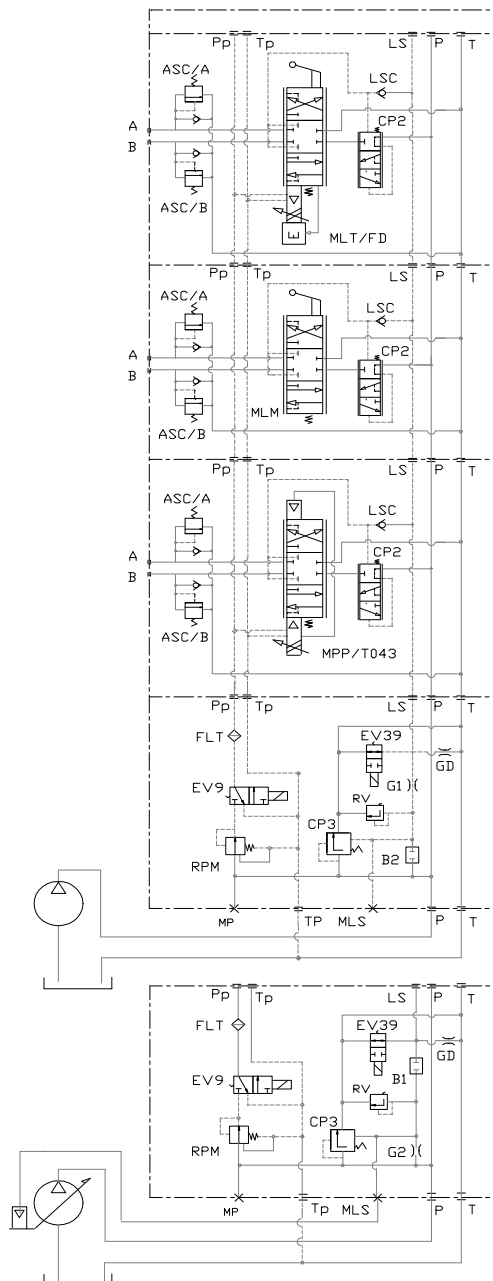 Pp Tp LS P T
ASC/A
LSC
CP2
A
B
ASC/B
E
MLT/FD
Pp Tp LS P T
ASC/A
LSC
A
CP2
B
MLM
ASC/B
Pp Tp LS P T
ASC/A
LSC
A
CP2
B
ASC/B
MPP/T043
Pp Tp LS P T
FLT
EV39
GD
EV9
G1
RV
CP3
RPM
B2
MP TP MLS P T
Pp Tp LS P T
FLT
EV39
GD
EV9
B1
RV
CP3
RPM
G2
MP Tp MLS P T